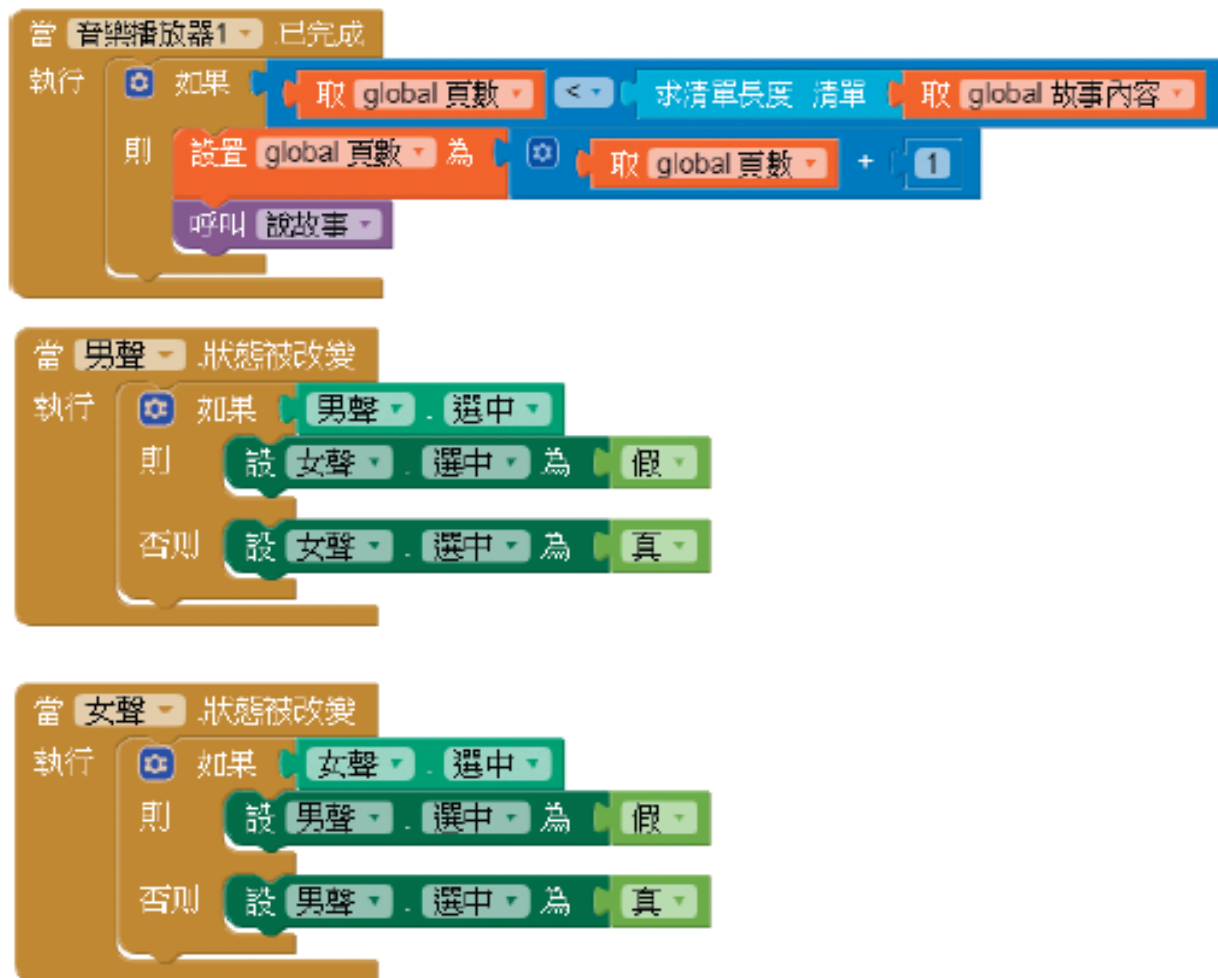 當 音樂播放器1 .已完成
執行 如果 取 global 頁數 < 求清單長度 清單 取 global 故事內容
則 設置 global 頁數 為 取 global 頁數 + 1
呼叫 說故事
當 男聲 .狀態被改變
執行 如果 男聲 . 選中
則 設 女聲 . 選中 為 假
否則 設 女聲 . 選中 為 真
當 女聲 .狀態被改變
執行 如果 女聲 . 選中
則 設 男聲 . 選中 為 假
否則 設 男聲 . 選中 為 真